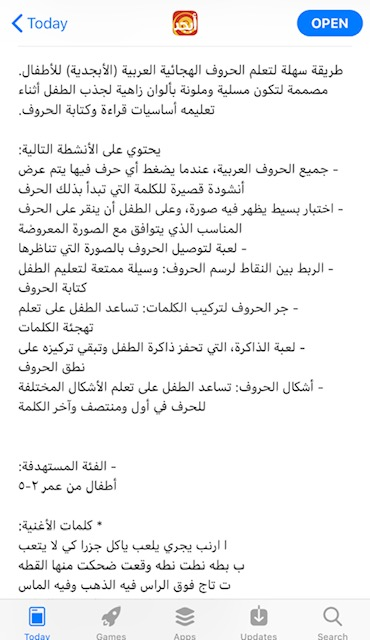 Today
أبجد
OPEN
طريقة سهلة لتعلم الحروف الهجائية العربية (الأبجدية) للأطفال.
مصممة لتكون مسلية وملونة بألوان زاهية لجذب الطفل أثناء
تعليمه أساسيات قراءة وكتابة الحروف.
يحتوي على الأنشطة التالية:
- جميع الحروف العربية، عندما يضغط أي حرف فيها يتم عرض
أنشودة قصيرة للكلمة التي تبدأ بذلك الحرف
- اختبار بسيط يظهر فيه صورة، وعلى الطفل أن ينقر على الحرف
المناسب الذي يتوافق مع الصورة المعروضة
- لعبة لتوصيل الحروف بالصورة التي تناظرها
- الربط بين النقاط لرسم الحروف: وسيلة ممتعة لتعليم الطفل
كتابة الحروف
- جر الحروف لتركيب الكلمات: تساعد الطفل على تعلم
تهجئة الكلمات
- لعبة الذاكرة، التي تحفز ذاكرة الطفل وتبقي تركيزه على
نطق الحروف
- أشكال الحروف: تساعد الطفل على تعلم الأشكال المختلفة
للحرف في أول ومنتصف وآخر الكلمة
- الفئة المستهدفة:
أطفال من عمر ٢-٥
* كلمات الأغنية:
ا ارنب يجري يلعب ياكل جزرا كي لا يتعب
ب بطه نطت نطه وقعت ضحكت منها القطه
ت تاج فوق الراس فيه الذهب وفيه الماس
Today
Games
Apps
Updates
Search